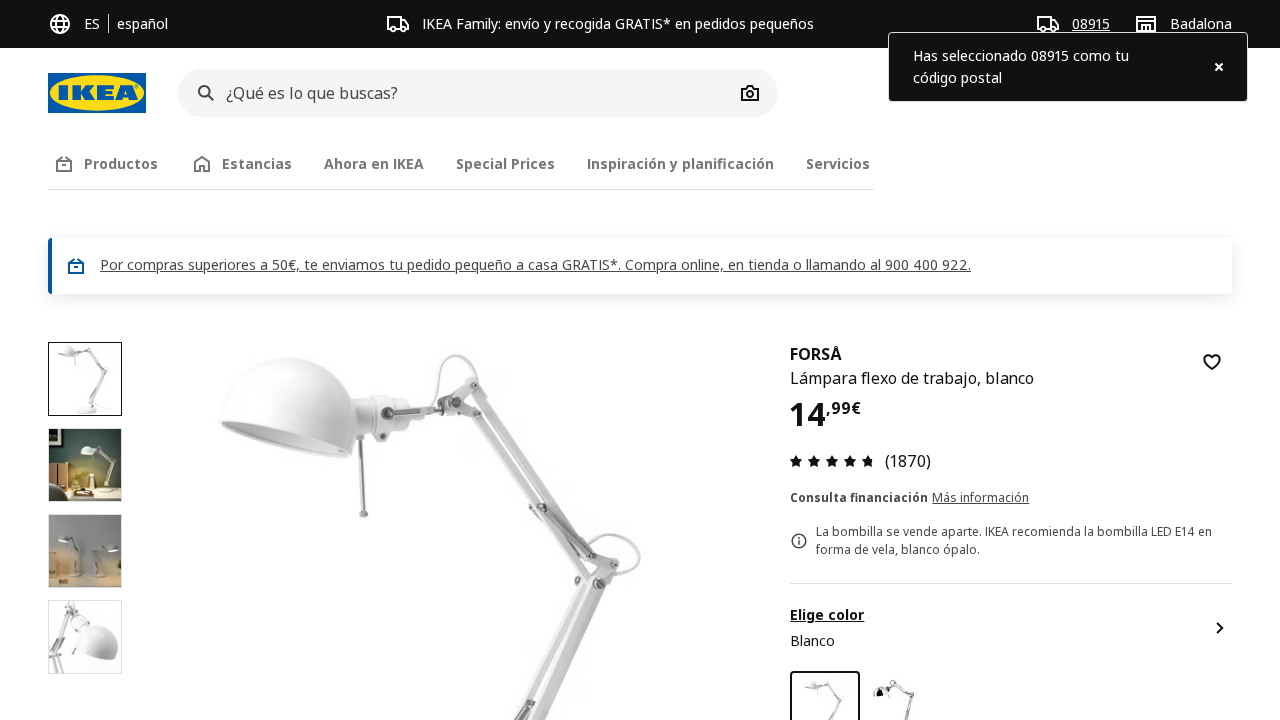 ES español
IKEA Family: envío y recogida GRATIS* en pedidos pequeños
08915
Badalona
Has seleccionado 08915 como tu
código postal
IKEA
¿Qué es lo que buscas?
Productos
Estancias
Ahora en IKEA
Special Prices
Inspiración y planificación
Servicios
Por compras superiores a 50€, te enviamos tu pedido pequeño a casa GRATIS*. Compra online, en tienda o llamando al 900 400 922.
FORSÅ
Lámpara flexo de trabajo, blanco
14,99€
(1870)
Consulta financiación Más información
La bombilla se vende aparte. IKEA recomienda la bombilla LED E14 en
forma de vela, blanco ópalo.
Elige color
Blanco